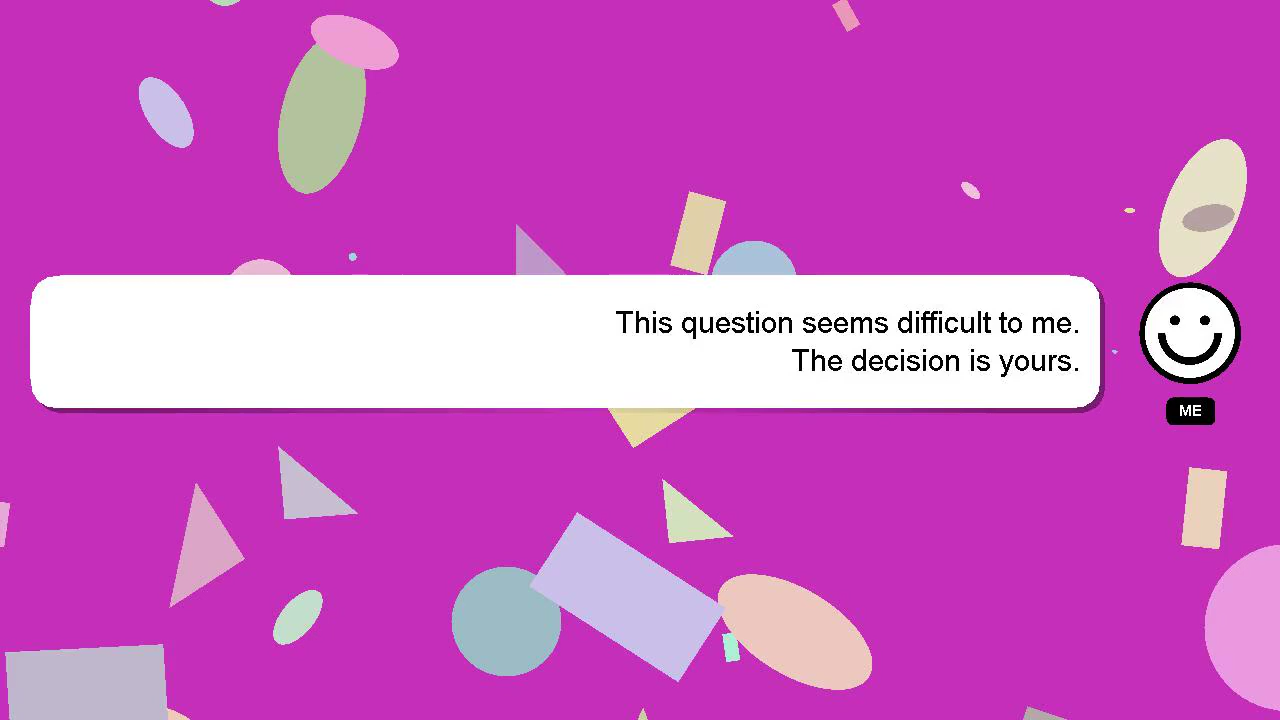 This question seems difficult to me.
The decision is yours.
ME